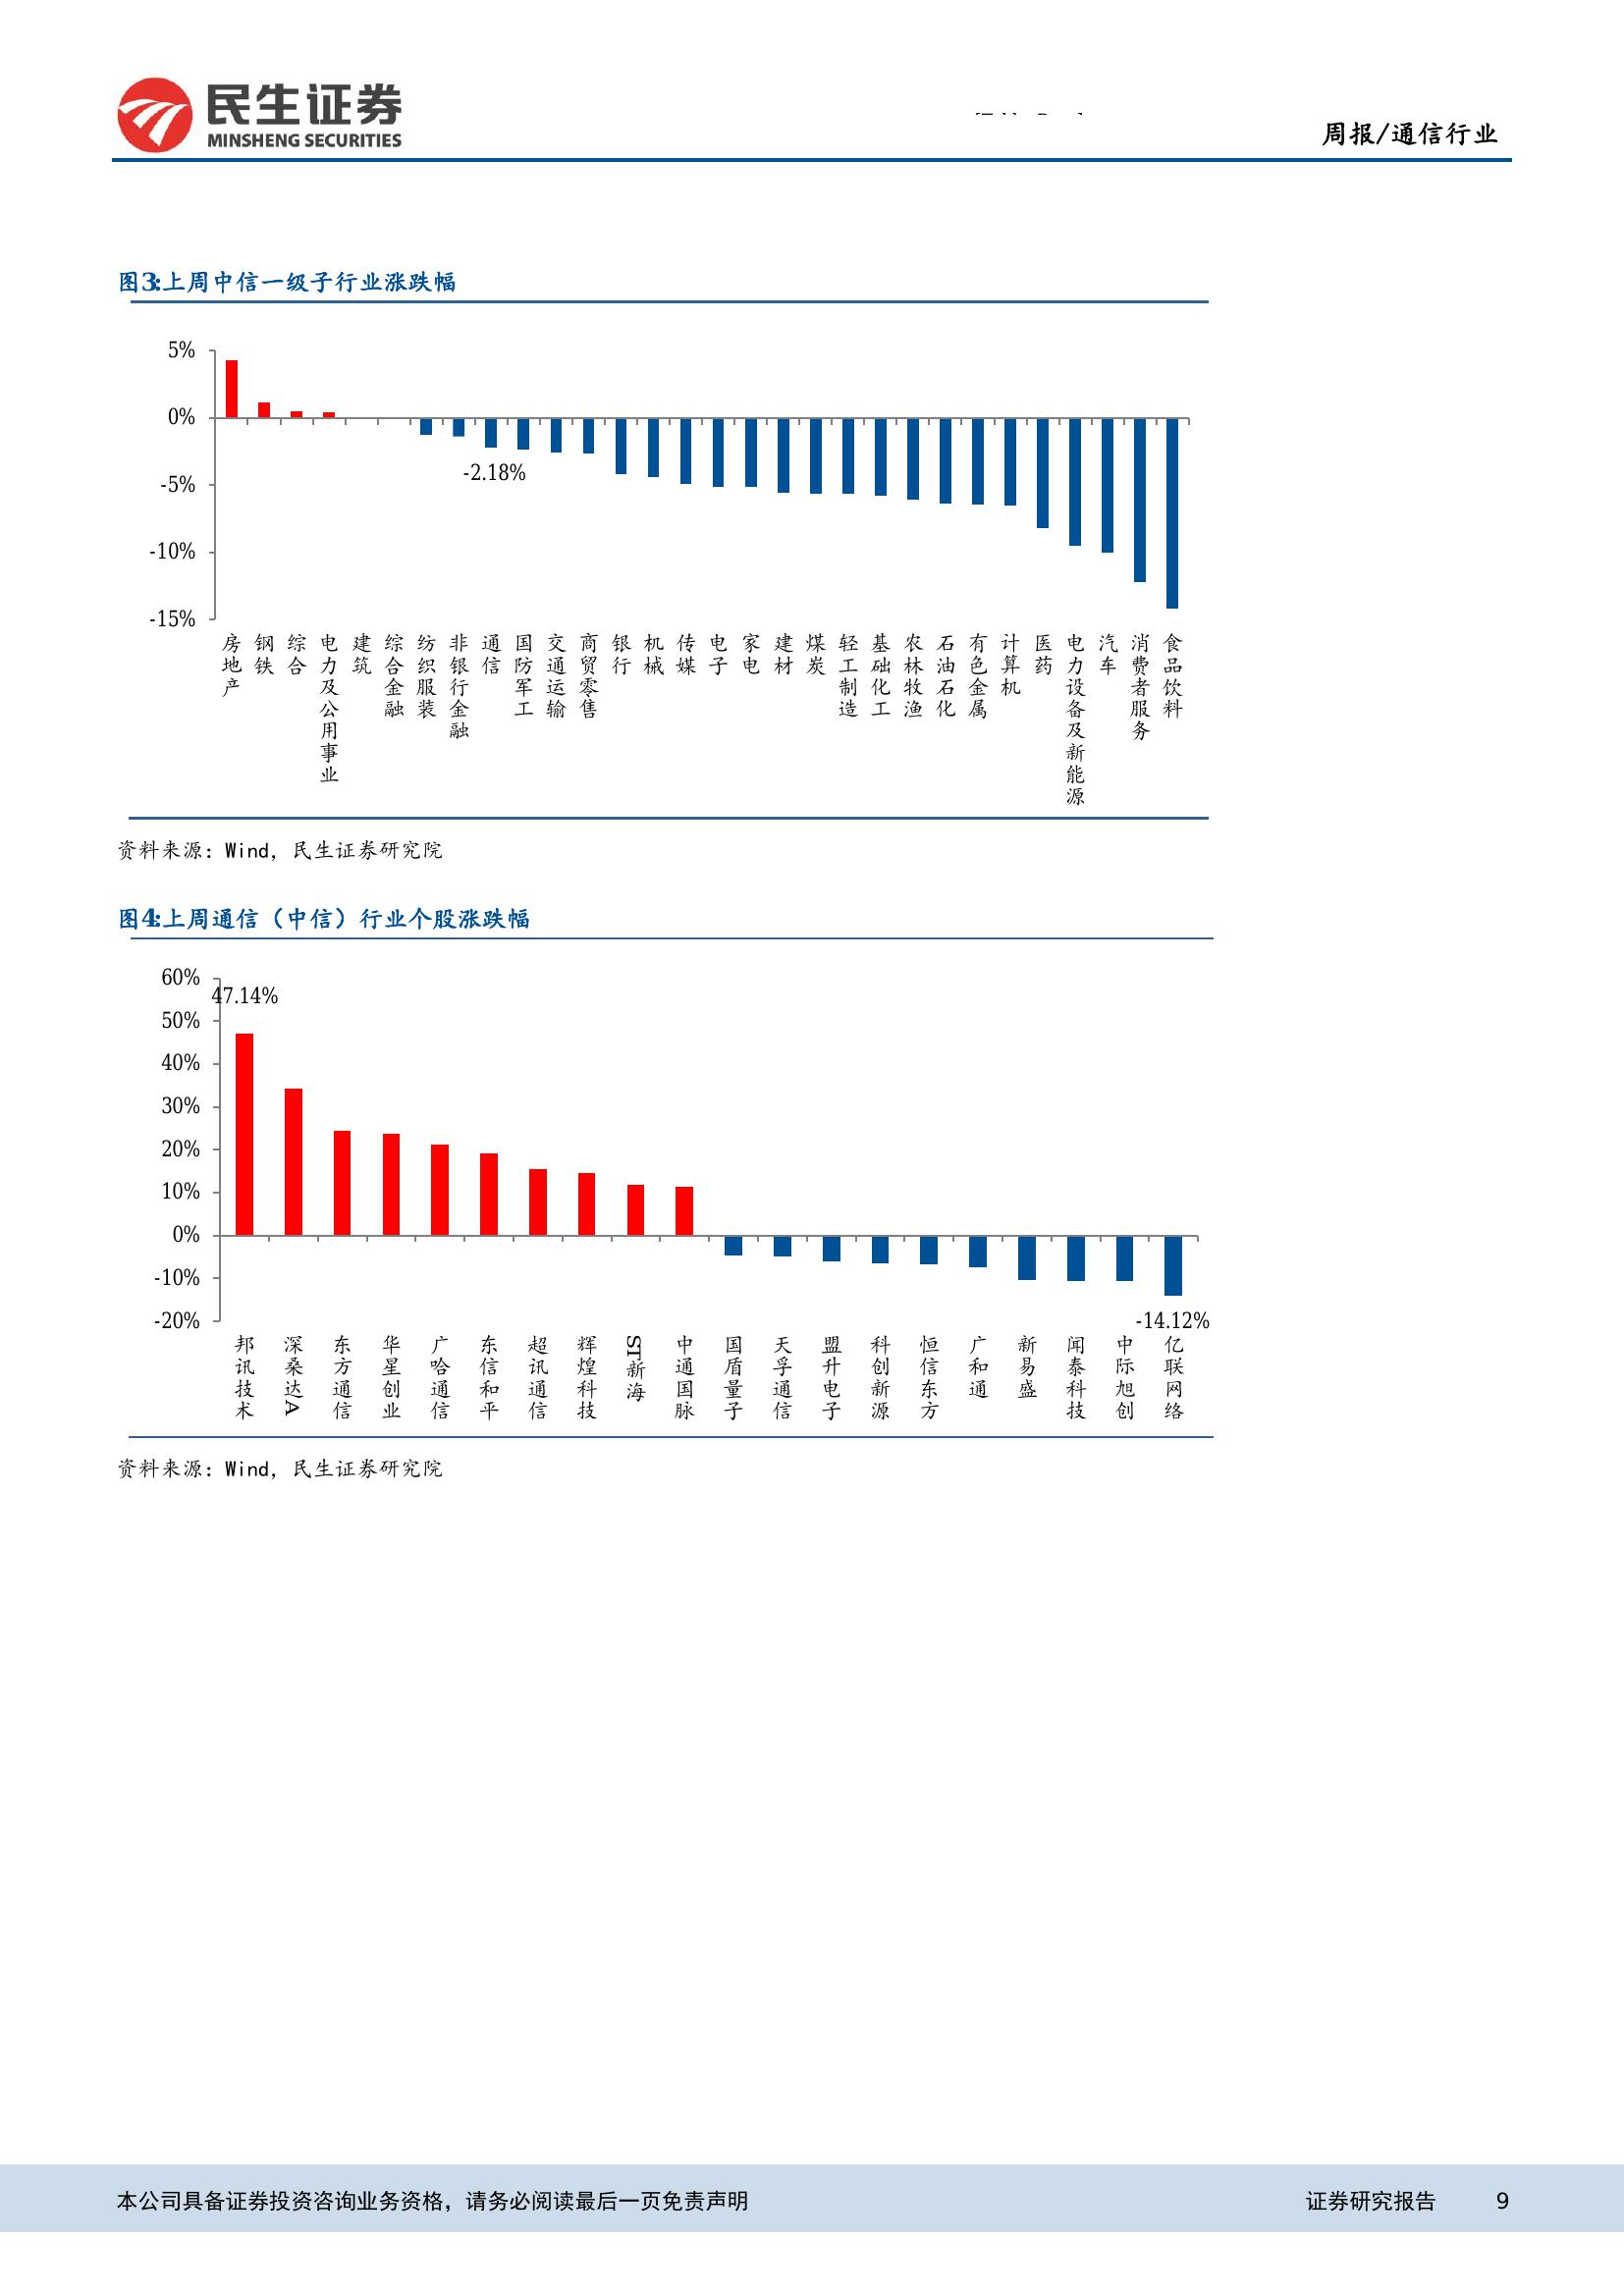 民生证券
MINSHENG SECURITIES
周报/通信行业
图3:上周中信一级子行业涨跌幅
5%
0%
-5%
-10%
-15%
-2.18%
房地产
钢铁
综合
电力及公用事业
建筑
综合金融
纺织服装
非银行金融
通信
国防军工
交通运输
商贸零售
银行
机械
传媒
电子
家电
建材
煤炭
轻工制造
基础化工
农林牧渔
石油石化
有色金属
计算机
医药
电力设备及新能源
汽车
消费者服务
食品饮料
资料来源：Wind，民生证券研究院
图4:上周通信（中信）行业个股涨跌幅
60%
50%
40%
30%
20%
10%
0%
-10%
-20%
47.14%
-14.12%
邦讯技术
深桑达A
东方通信
华星创业
广哈通信
东信和平
超讯通信
辉煌科技
ST新海
中通国脉
国盾量子
天孚通信
盟升电子
科创新源
恒信东方
广和通
新易盛
闻泰科技
中际旭创
亿联网络
资料来源：Wind，民生证券研究院
本公司具备证券投资咨询业务资格，请务必阅读最后一页免责声明
证券研究报告 9